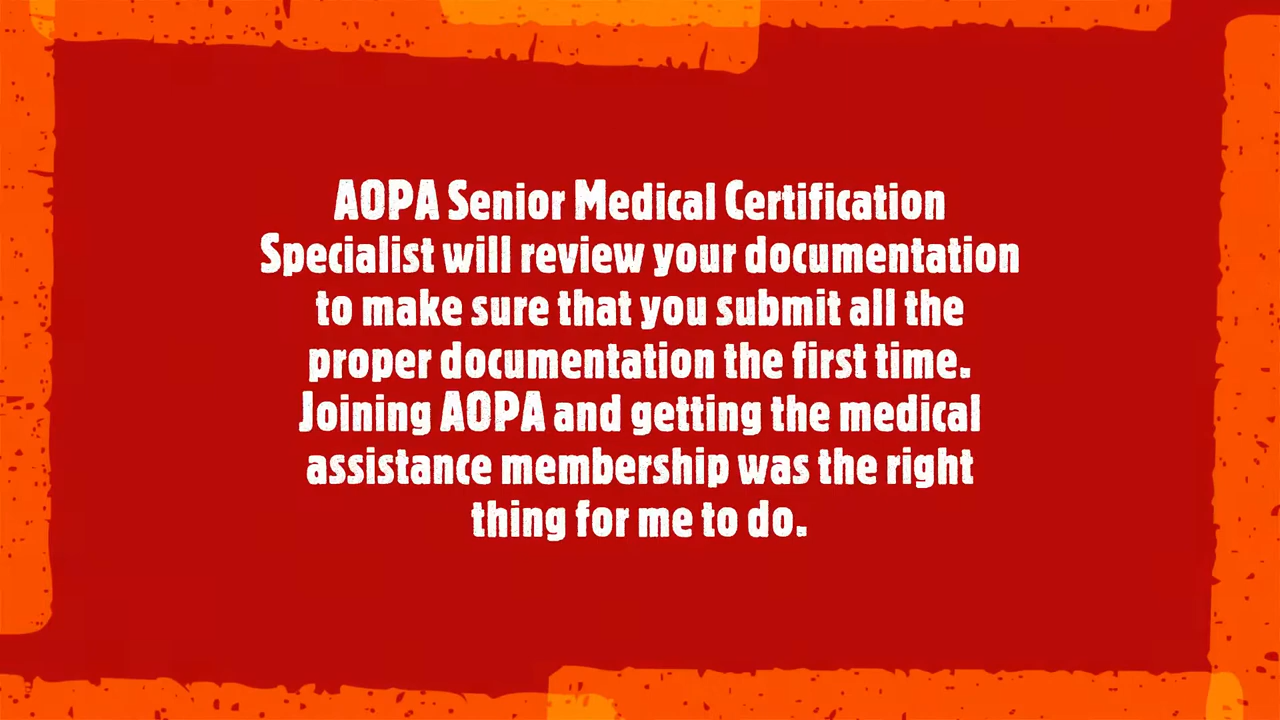 AOPA Senior Medical Certification
Specialist will review your documentation
to make sure that you submit all the
proper documentation the first time.
Joining AOPA and getting the medical
assistance membership was the right
thing for me to do.